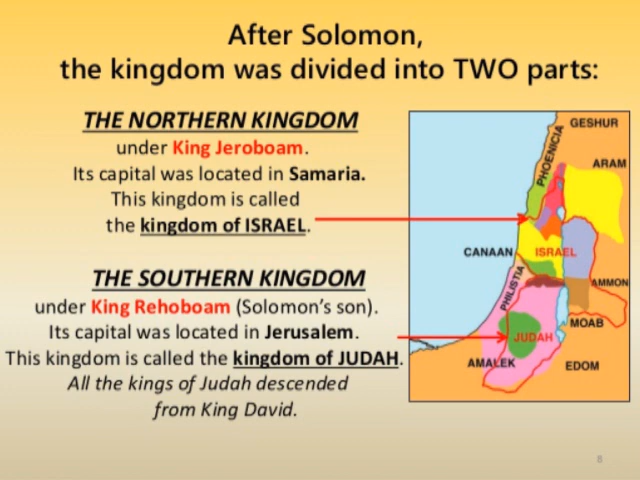 After Solomon,
the kingdom was divided into TWO parts:
THE NORTHERN KINGDOM
under King Jeroboam.
Its capital was located in Samaria.
This kingdom is called
the kingdom of ISRAEL.
THE SOUTHERN KINGDOM
under King Rehoboam (Solomon's son).
Its capital was located in Jerusalem.
This kingdom is called the kingdom of JUDAH.
All the kings of Judah descended
from King David.
GESHUR
PHOENICIA
ARAM
CANAAN
ISRAEL
PHILISTIA
AMMON
MOAB
JUDAH
AMALEK
EDOM
8